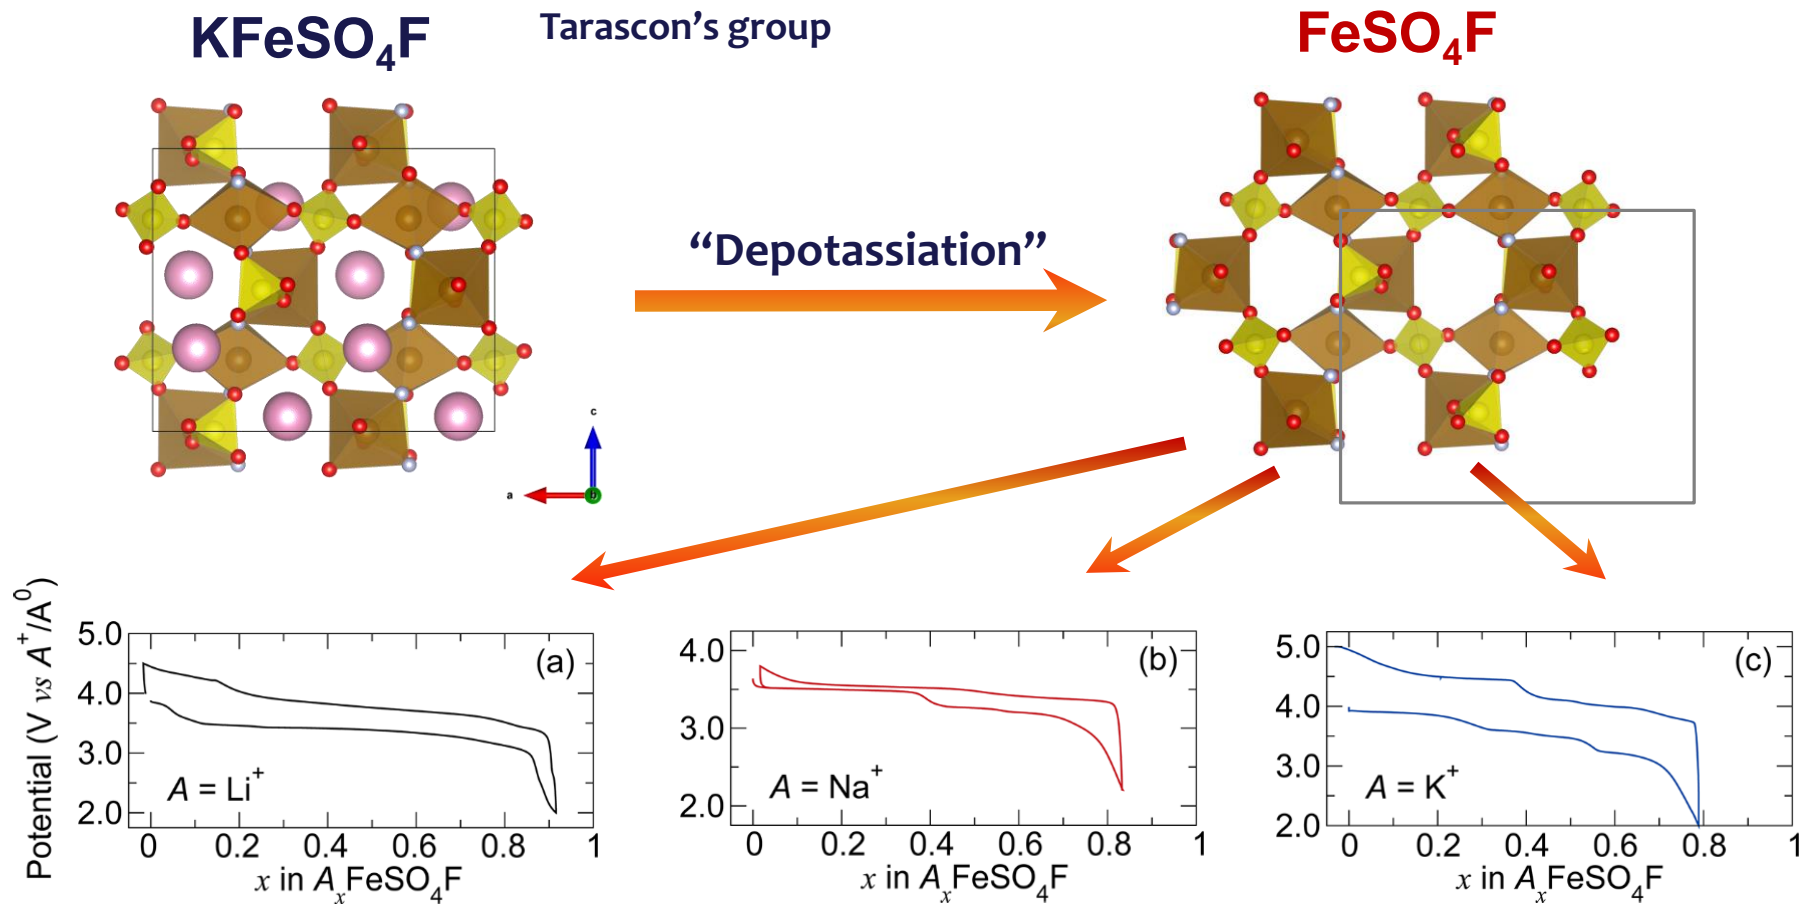 KFeSO₄F
Tarascon’s group
FeSO₄F
“Depotassiation”
c
a
b
Potential (V vs A⁺/A⁰)
5.0
4.0
3.0
2.0
(a)
A = Li⁺
0 0.2 0.4 0.6 0.8 1
x in AₓFeSO₄F
4.0
3.0
2.0
(b)
A = Na⁺
0 0.2 0.4 0.6 0.8 1
x in AₓFeSO₄F
5.0
4.0
3.0
2.0
(c)
A = K⁺
0 0.2 0.4 0.6 0.8 1
x in AₓFeSO₄F